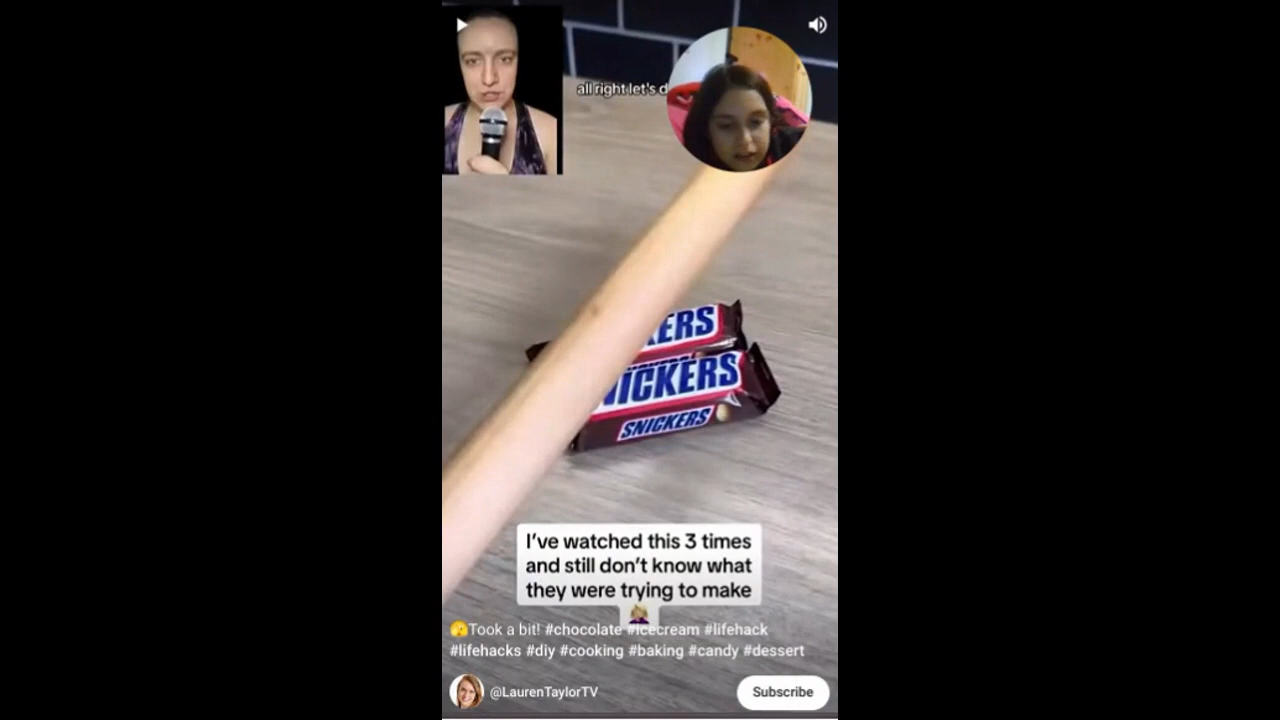 all right let's d
ERS
NICKERS
SNICKERS
I've watched this 3 times
and still don't know what
they were trying to make
🤦🏼‍♀️
🫣Took a bit! #chocolate #icecream #lifehack
#lifehacks #diy #cooking #baking #candy #dessert
@LaurenTaylorTV
Subscribe